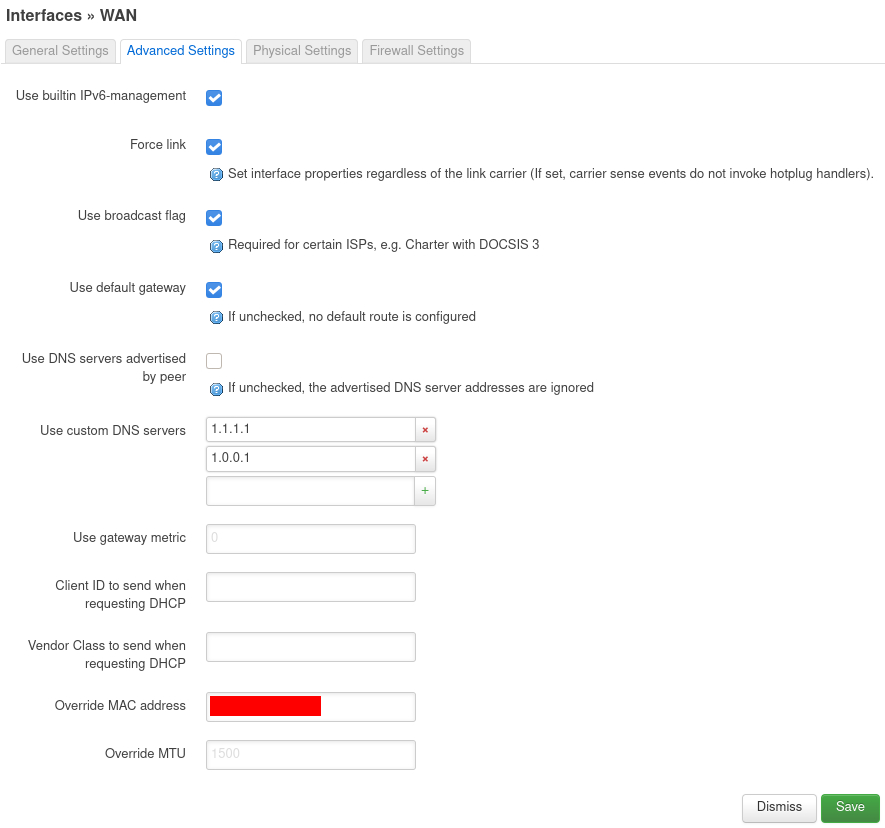 Interfaces » WAN
General Settings Advanced Settings Physical Settings Firewall Settings
Use builtin IPv6-management
Force link
Set interface properties regardless of the link carrier (If set, carrier sense events do not invoke hotplug handlers).
Use broadcast flag
Required for certain ISPs, e.g. Charter with DOCSIS 3
Use default gateway
If unchecked, no default route is configured
Use DNS servers advertised
by peer
If unchecked, the advertised DNS server addresses are ignored
Use custom DNS servers
1.1.1.1
1.0.0.1
+
Use gateway metric
0
Client ID to send when
requesting DHCP
Vendor Class to send when
requesting DHCP
Override MAC address
Override MTU
1500
Dismiss Save